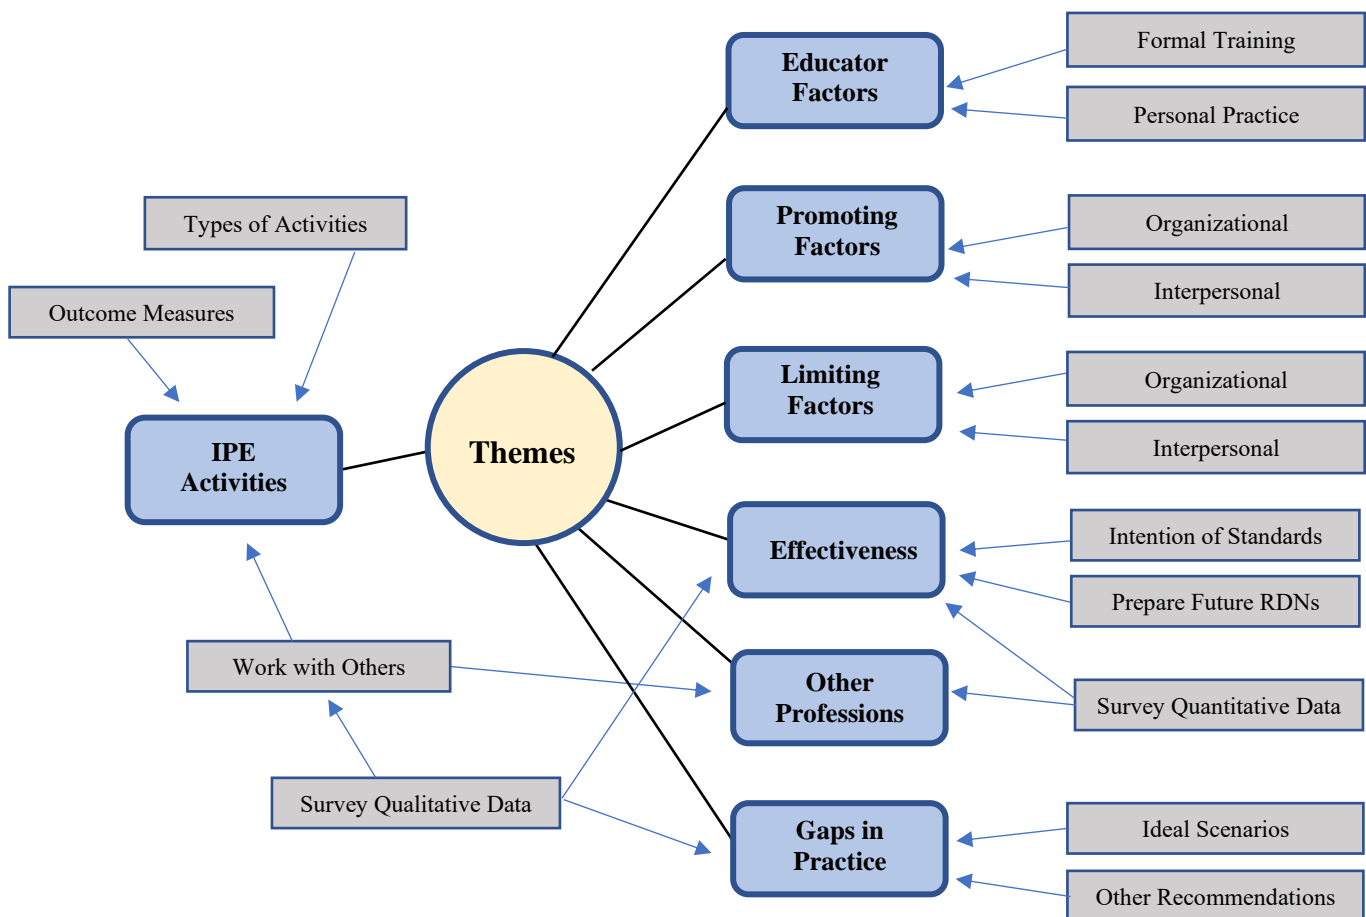 Formal Training
Educator
Factors
Personal Practice
Types of Activities
Promoting
Factors
Organizational
Interpersonal
Outcome Measures
Limiting
Factors
Organizational
Interpersonal
IPE
Activities
Themes
Effectiveness
Intention of Standards
Prepare Future RDNs
Work with Others
Other
Professions
Survey Quantitative Data
Survey Qualitative Data
Gaps in
Practice
Ideal Scenarios
Other Recommendations